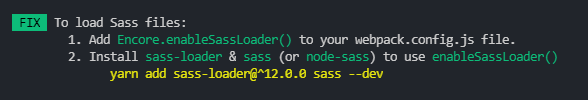 FIX To load Sass files:
1. Add Encore.enableSassLoader() to your webpack.config.js file.
2. Install sass-loader & sass (or node-sass) to use enableSassLoader()
yarn add sass-loader@^12.0.0 sass --dev